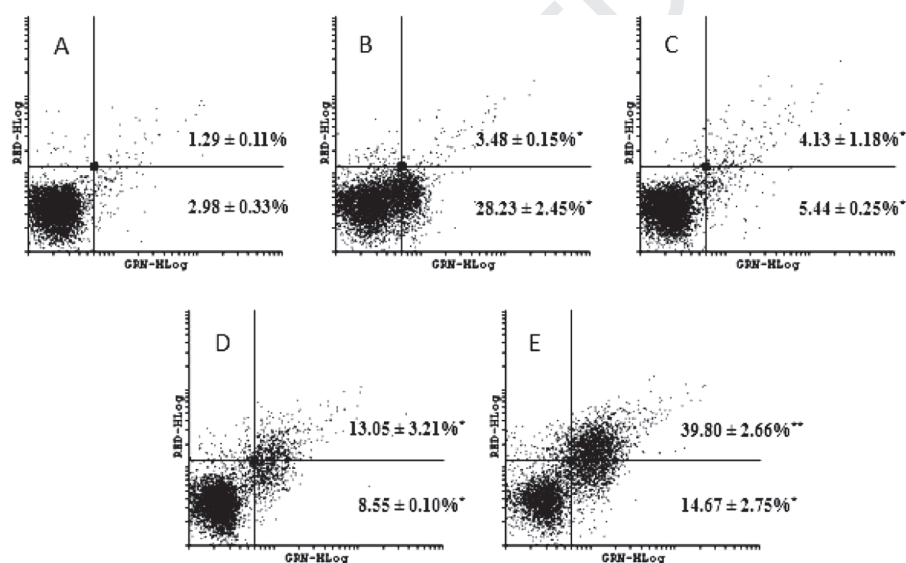 A
RED-HLog
1.29 ± 0.11%
2.98 ± 0.33%
GRN-HLog
B
RED-HLog
3.48 ± 0.15%*
28.23 ± 2.45%*
GRN-HLog
C
RED-HLog
4.13 ± 1.18%*
5.44 ± 0.25%*
GRN-HLog
D
RED-HLog
13.05 ± 3.21%*
8.55 ± 0.10%*
GRN-HLog
E
RED-HLog
39.80 ± 2.66%**
14.67 ± 2.75%*
GRN-HLog